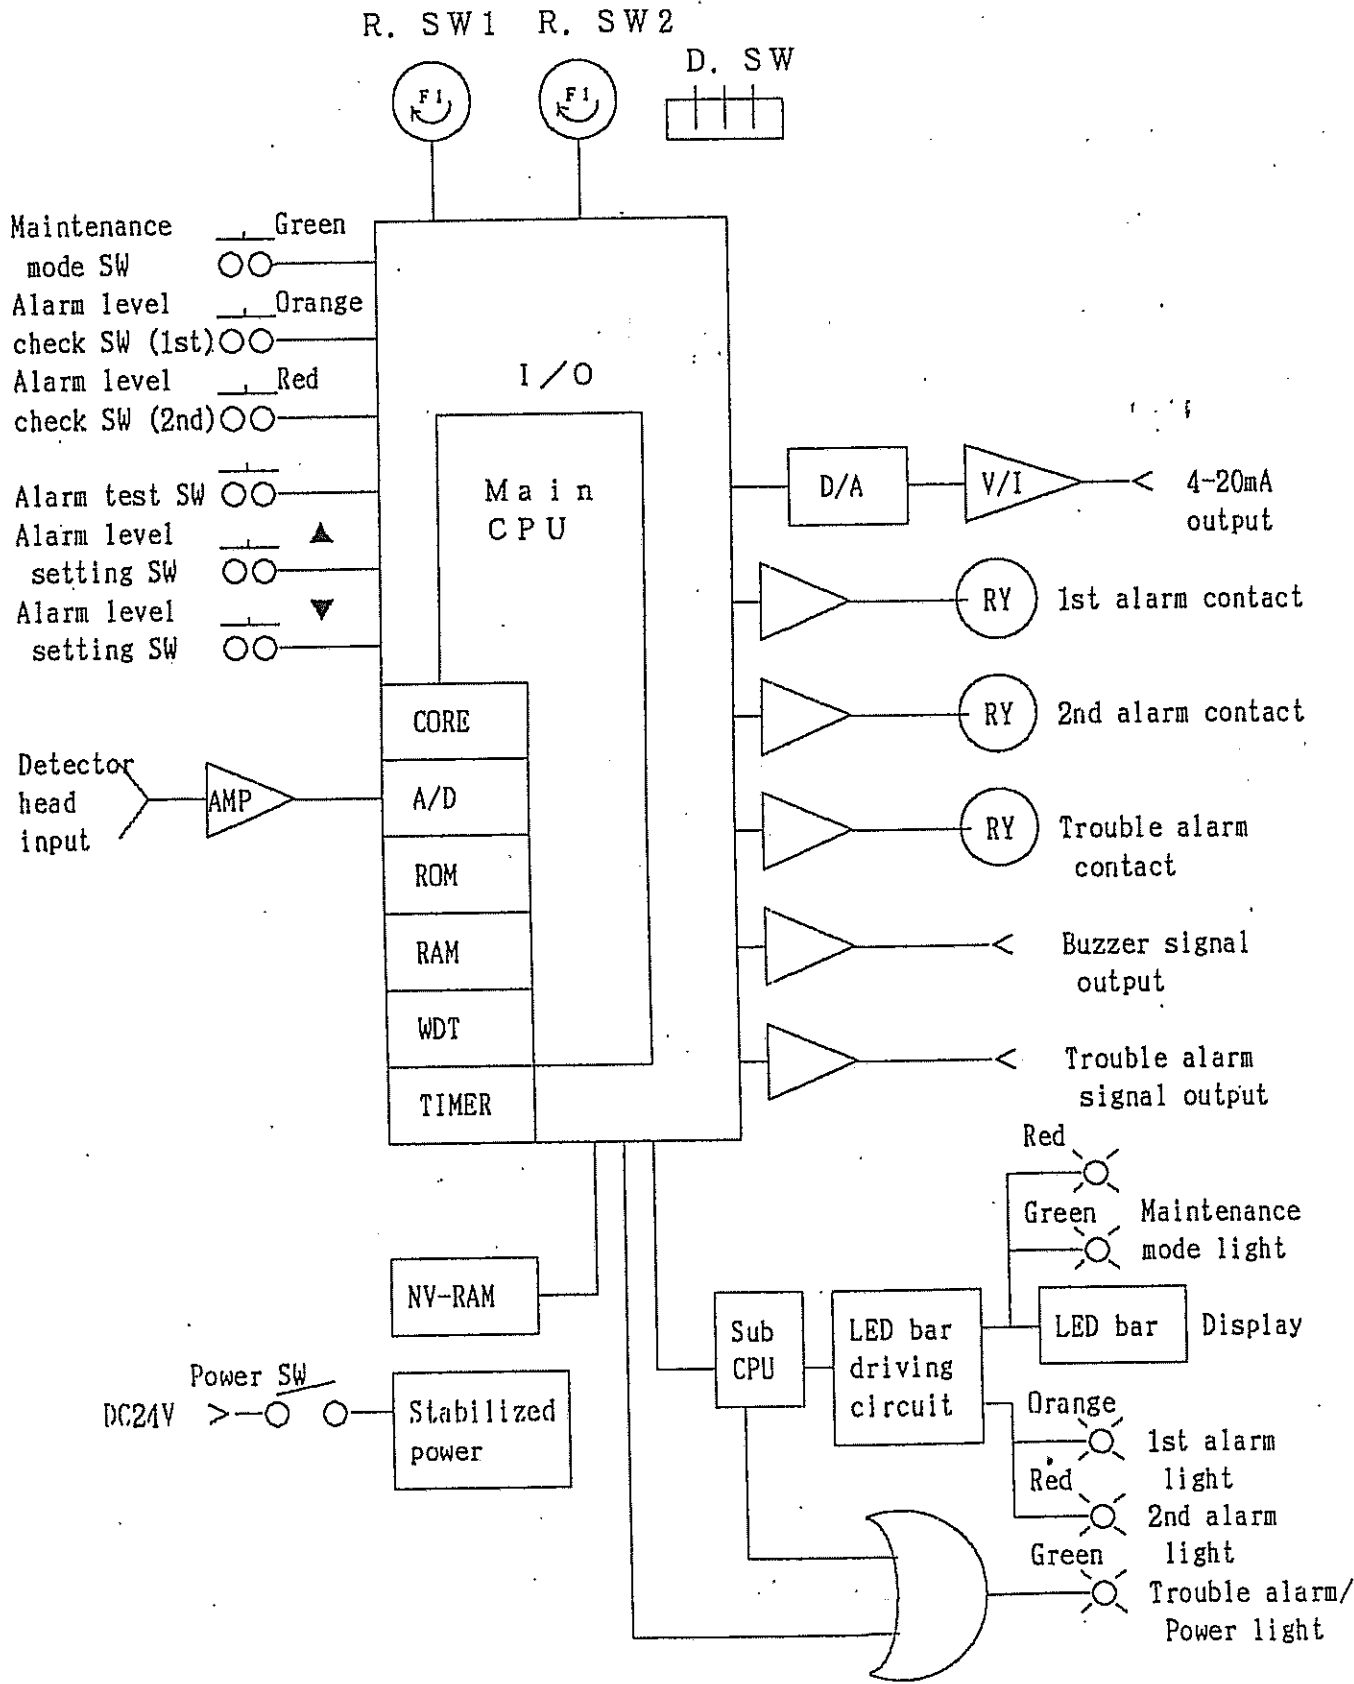 R. SW1 R. SW2
D. SW
F1 F1
Maintenance Green
mode SW
Alarm level Orange
check SW (1st)
Alarm level Red
check SW (2nd)
Alarm test SW
Alarm level ▲
setting SW
Alarm level ▼
setting SW
I/O
Main
CPU
CORE
A/D
ROM
RAM
WDT
TIMER
Detector
head
input
AMP
D/A
V/I
4-20mA
output
RY
1st alarm contact
RY
2nd alarm contact
RY
Trouble alarm
contact
Buzzer signal
output
Trouble alarm
signal output
Red
Green
Maintenance
mode light
NV-RAM
Sub
CPU
LED bar
driving
circuit
LED bar
Display
Power SW
DC24V
Stabilized
power
Orange
1st alarm
light
Red
2nd alarm
light
Green
Trouble alarm/
Power light